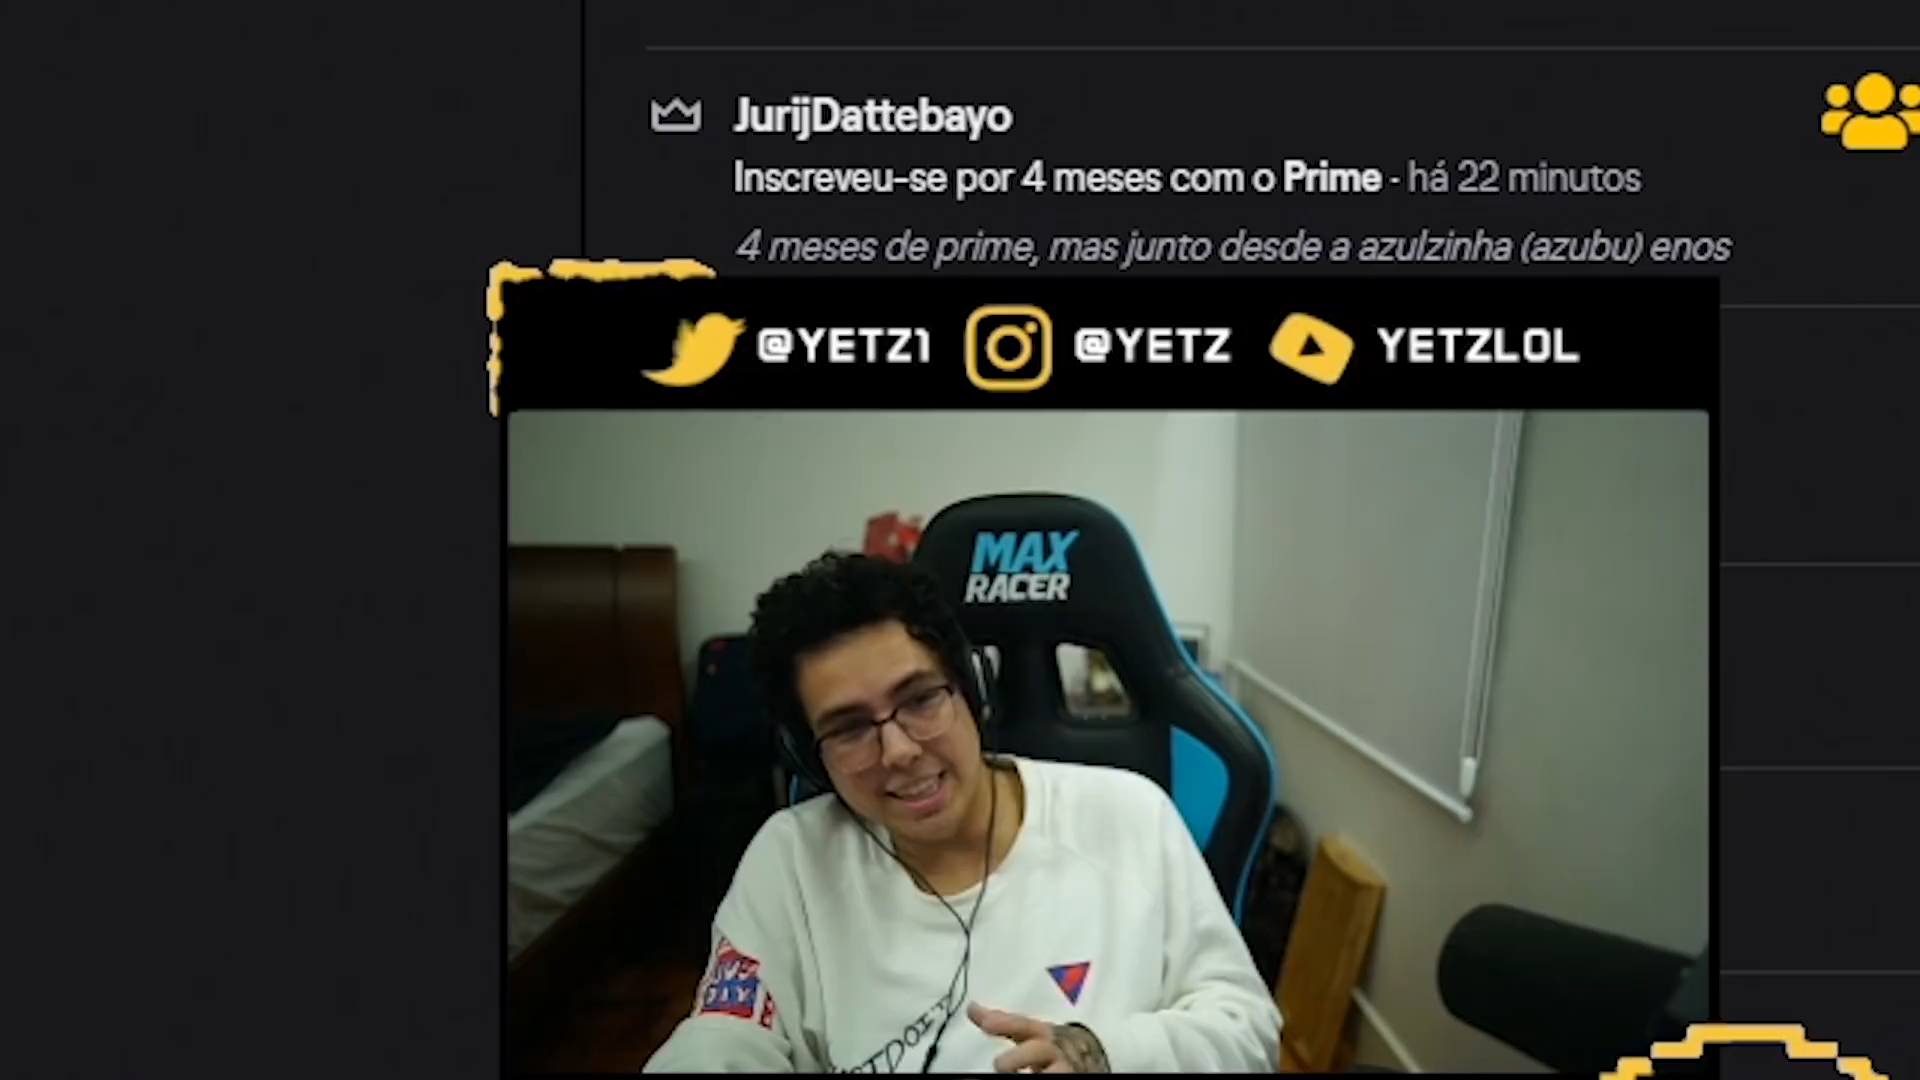 JurijDattebayo
Inscreveu-se por 4 meses com o Prime - há 22 minutos
4 meses de prime, mas junto desde a azulzinha (azubu) enos
@YETZ1 @YETZ YETZLOL
MAX
RACER